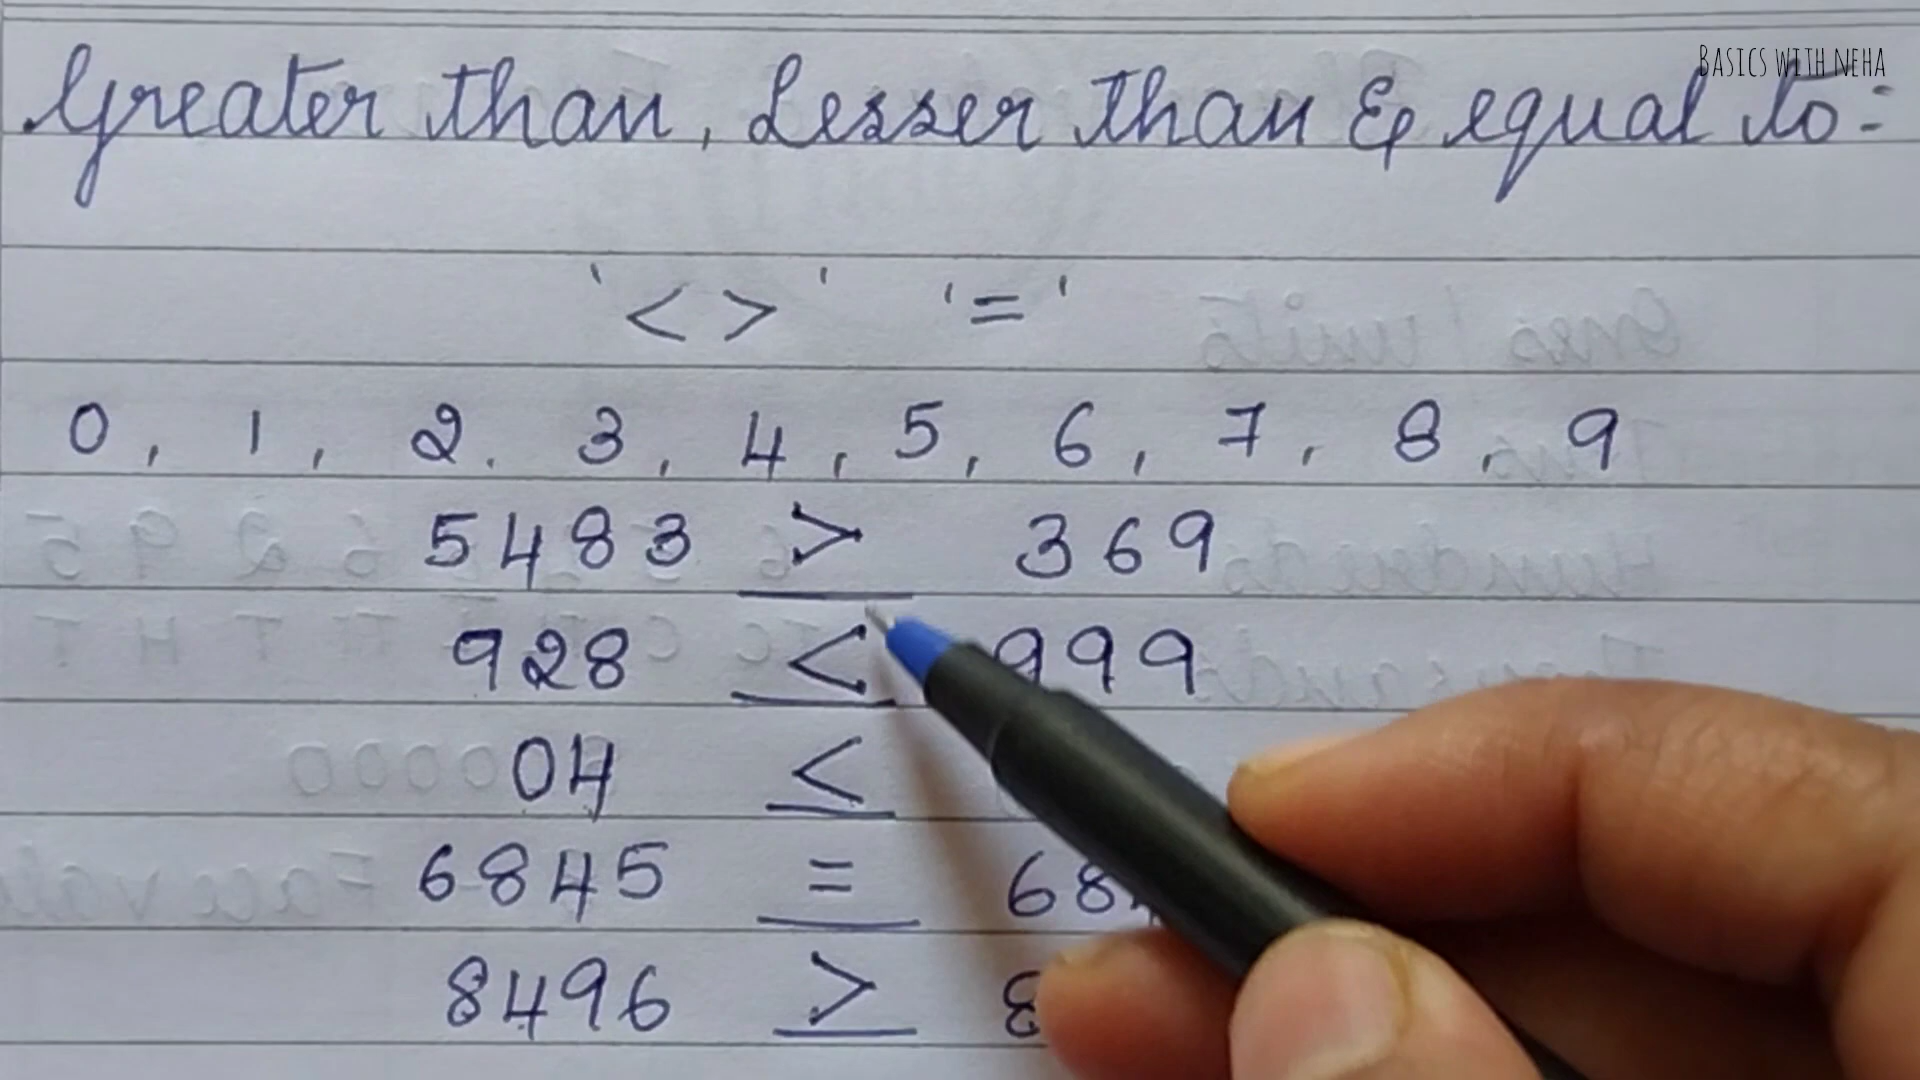 BASICS WITH NEHA
Greater than, Lesser than & equal to:
'< >' '='
0, 1, 2. 3, 4, 5, 6, 7, 8, 9
5483 > 369
928 < 999
04 <
6845 = 68
8496 > 8